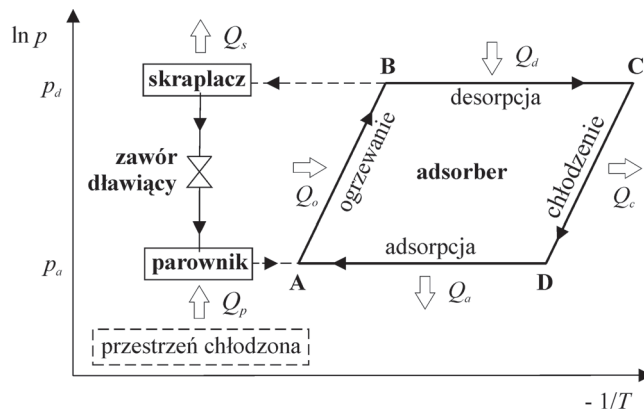 ln p
Q_s
B
C
Q_d
p_d
skraplacz
desorpcja
zawór
dławiący
ogrzewanie
chłodzenie
adsorber
Q_o
Q_c
adsorpcja
p_a
parownik
A
D
Q_p
Q_a
przestrzeń chłodzona
- 1/T